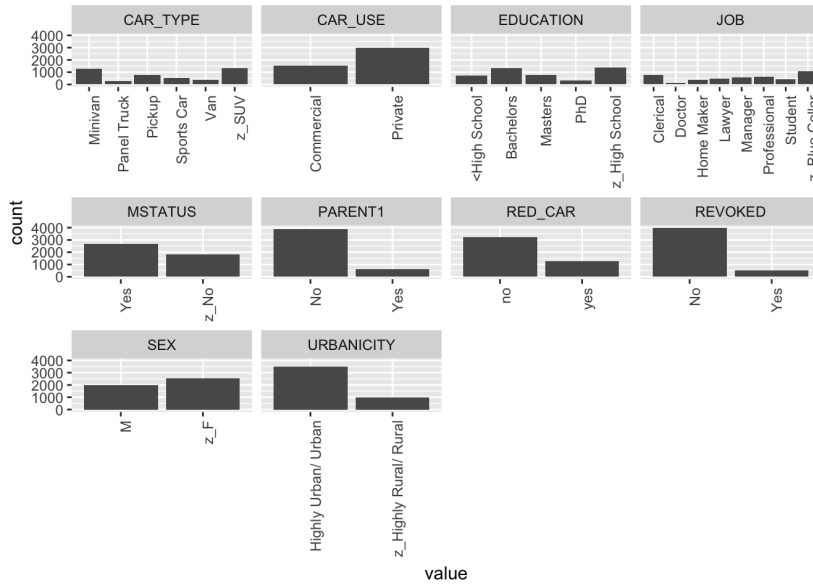 CAR_TYPE CAR_USE EDUCATION JOB
4000
3000
2000
1000
0
Minivan
Panel Truck
Pickup
Sports Car
Van
z_SUV
Commercial
Private
<High School
Bachelors
Masters
PhD
z_High School
Clerical
Doctor
Home Maker
Lawyer
Manager
Professional
Student
z_Blue Collar
count
MSTATUS PARENT1 RED_CAR REVOKED
4000
3000
2000
1000
0
Yes
z_No
No
Yes
no
yes
No
Yes
SEX URBANICITY
4000
3000
2000
1000
0
M
z_F
Highly Urban/ Urban
z_Highly Rural/ Rural
value